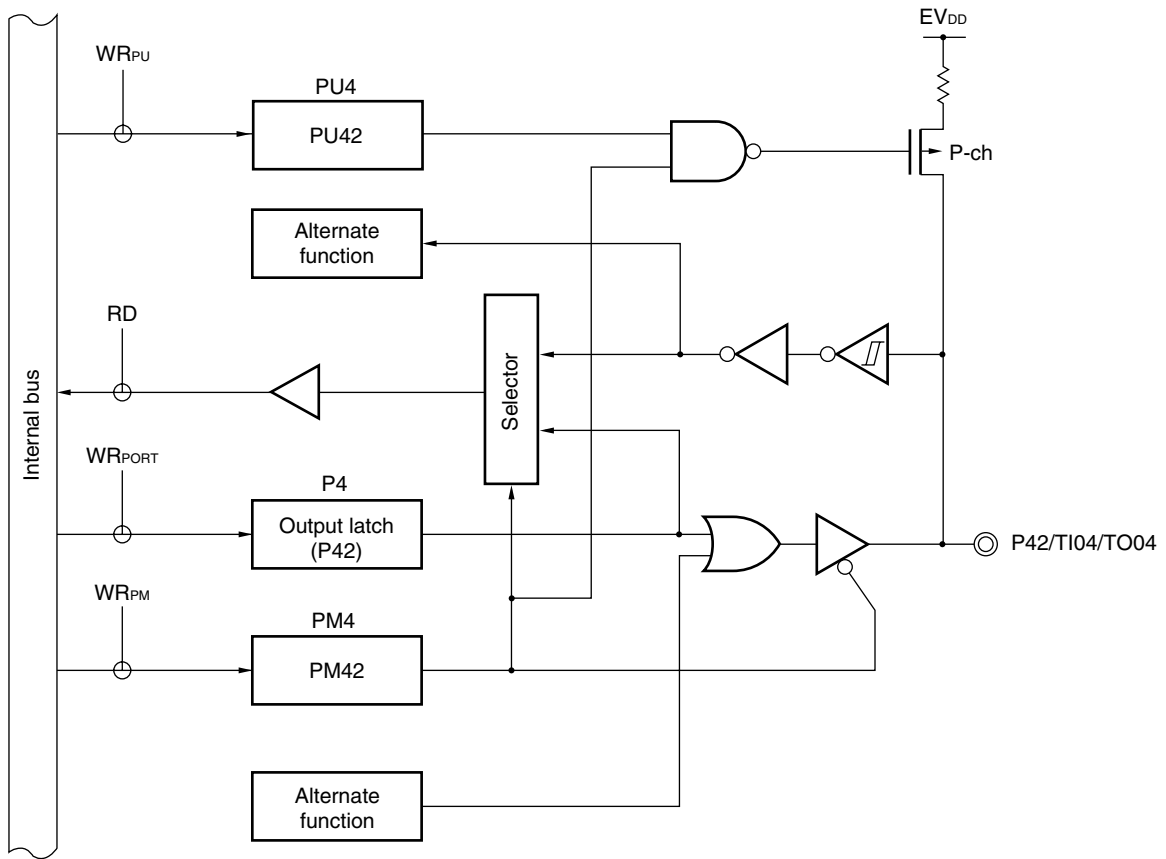 EVDD
WRPU
PU4
PU42
P-ch
Alternate
function
RD
Selector
Internal bus
WRPORT
P4
Output latch
(P42)
P42/TI04/TO04
WRPM
PM4
PM42
Alternate
function